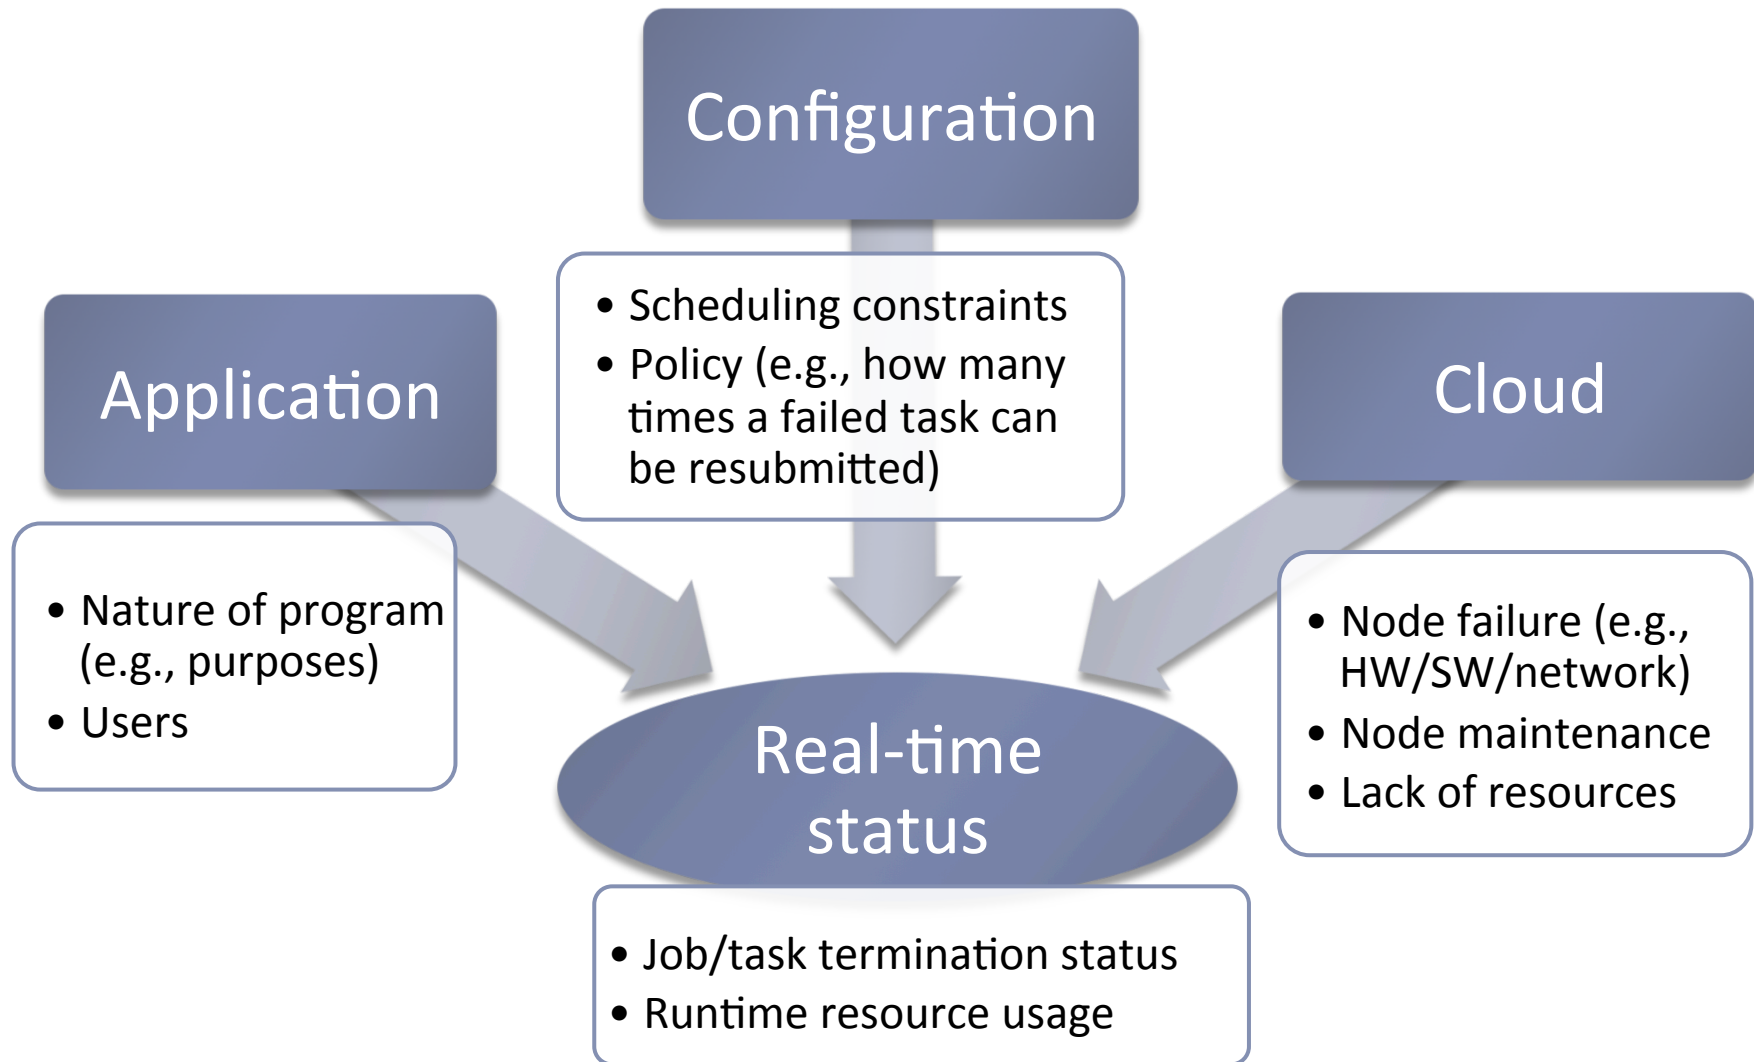 Configuration
• Scheduling constraints
• Policy (e.g., how many
times a failed task can
be resubmitted)
Application
• Nature of program
(e.g., purposes)
• Users
Cloud
• Node failure (e.g.,
HW/SW/network)
• Node maintenance
• Lack of resources
Real-time
status
• Job/task termination status
• Runtime resource usage